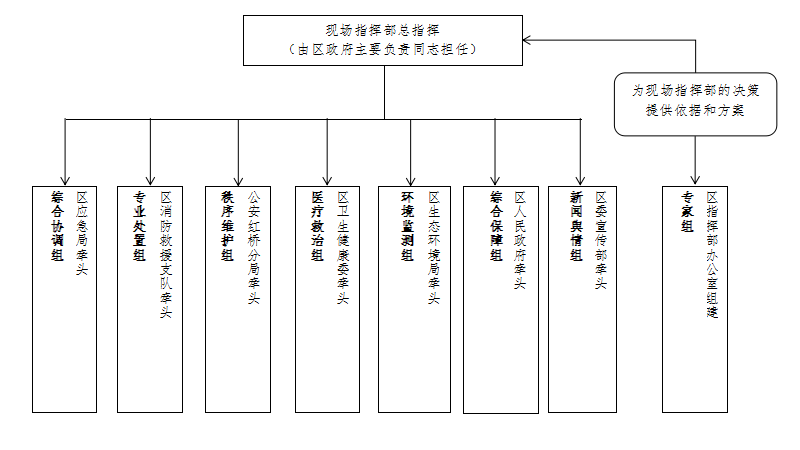 现场指挥部总指挥
（由区政府主要负责同志担任）
为现场指挥部的决策
提供依据和方案
综合协调组
区应急局牵头
专业处置组
区消防救援支队牵头
秩序维护组
公安红桥分局牵头
医疗救治组
区卫生健康委牵头
环境监测组
区生态环境局牵头
综合保障组
区人民政府牵头
新闻舆情组
区委宣传部牵头
专家组
区指挥部办公室组建